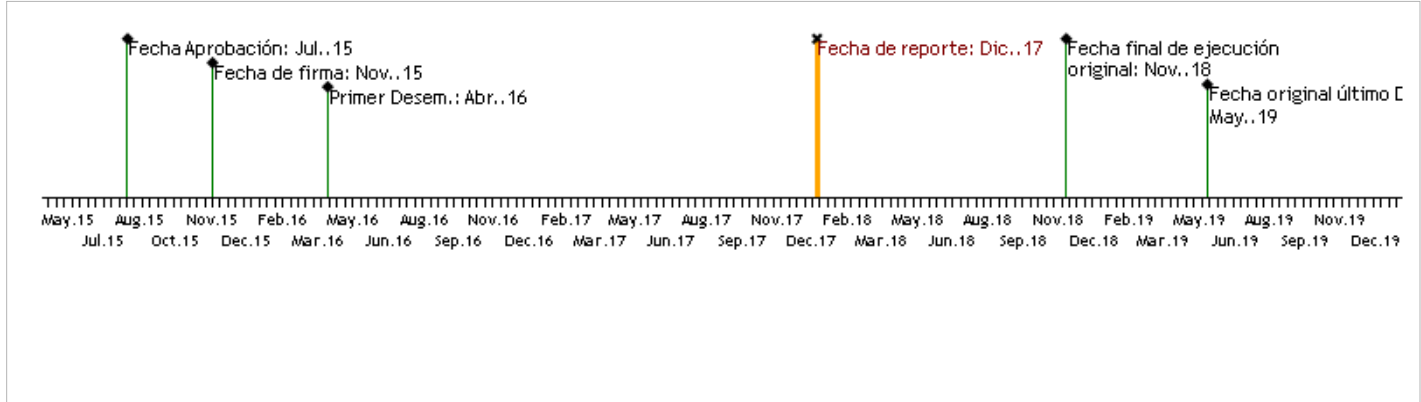 Fecha Aprobación: Jul..15
Fecha de firma: Nov..15
Primer Desem.: Abr..16
Fecha de reporte: Dic..17
Fecha final de ejecución
original: Nov..18
Fecha original último D
May..19
May.15 Aug.15 Nov.15 Feb.16 May.16 Aug.16 Nov.16 Feb.17 May.17 Aug.17 Nov.17 Feb.18 May.18 Aug.18 Nov.18 Feb.19 May.19 Aug.19 Nov.19
Jul.15 Oct.15 Dec.15 Mar.16 Jun.16 Sep.16 Dec.16 Mar.17 Jun.17 Sep.17 Dec.17 Mar.18 Jun.18 Sep.18 Dec.18 Mar.19 Jun.19 Sep.19 Dec.19